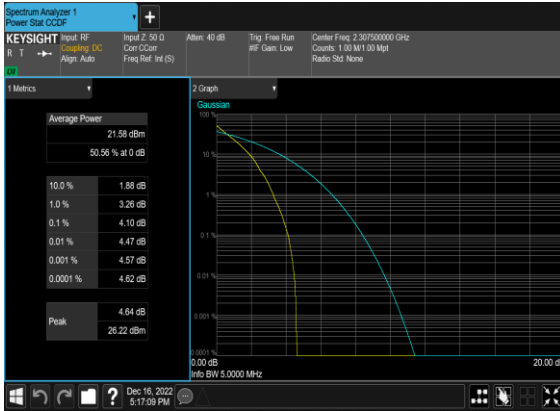 Spectrum Analyzer 1
Power Stat CCDF
+
KEYSIGHT
R T
LXI
Input: RF
Coupling: DC
Align: Auto
Input Z: 50 Ω
Corr CCorr
Freq Ref: Int (S)
Atten: 40 dB
Trig: Free Run
#IF Gain: Low
Center Freq: 2.307500000 GHz
Counts: 1.00 M/1.00 Mpt
Radio Std: None
1 Metrics
Average Power
21.58 dBm
50.56 % at 0 dB
10.0 % 1.88 dB
1.0 % 3.26 dB
0.1 % 4.10 dB
0.01 % 4.47 dB
0.001 % 4.57 dB
0.0001 % 4.62 dB
Peak
4.64 dB
26.22 dBm
2 Graph
Gaussian
100 %
10 %
1 %
0.1 %
0.01 %
0.001 %
0.0001 %
0.00 dB
20.00 d
Info BW 5.0000 MHz
?
Dec 16, 2022
5:17:09 PM